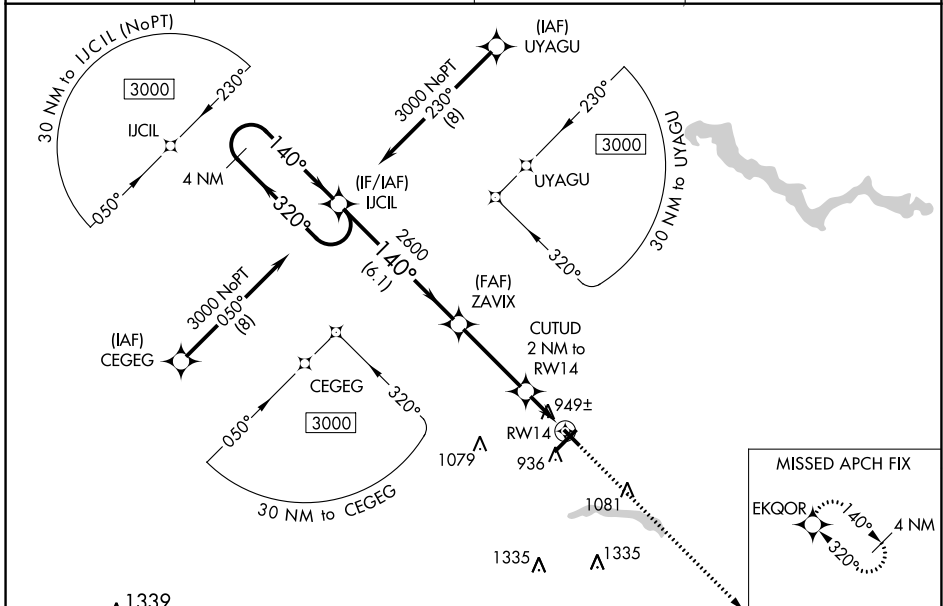 30 NM to IJCIL (NoPT)
3000
230°
IJCIL
050°
(IAF)
UYAGU
3000 NoPT
230°
(8)
230°
3000
UYAGU
320°
30 NM to UYAGU
4 NM
140°
320°
(IF/IAF)
IJCIL
2600
140°
(6.1)
3000 NoPT
050°
(8)
(IAF)
CEGEG
(FAF)
ZAVIX
CUTUD
2 NM to
RW14
949±
RW14
1079
936
1081
1335
1335
1339
CEGEG
050°
320°
3000
30 NM to CEGEG
MISSED APCH FIX
EKQOR
140°
4 NM
320°